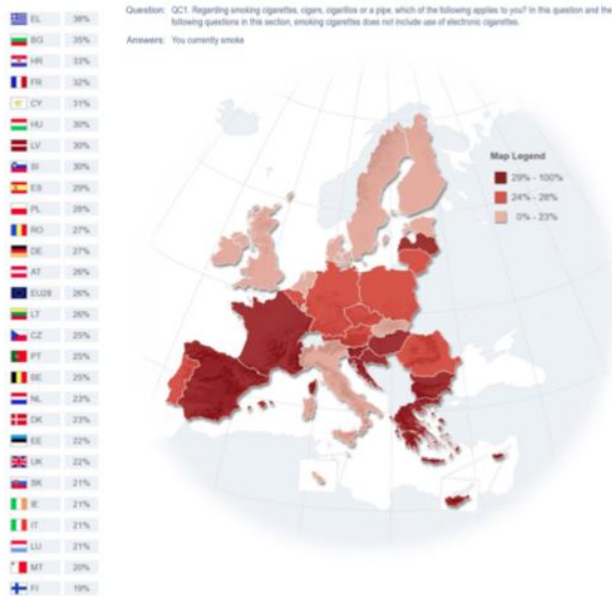 Question: QC1. Regarding smoking cigarettes, cigars, cigarillos or a pipe, which of the following applies to you? In this question and the
following questions in this section, smoking cigarettes does not include use of electronic cigarettes.
Answers: You currently smoke
EL 38%
BG 35%
HR 33%
FR 32%
CY 31%
HU 30%
LV 30%
SI 30%
ES 29%
PL 28%
RO 27%
DE 27%
AT 26%
EU28 26%
LT 26%
CZ 25%
PT 25%
BE 25%
NL 23%
DK 23%
EE 22%
UK 22%
SK 21%
IE 21%
IT 21%
LU 21%
MT 20%
FI 19%
Map Legend
29% - 100%
24% - 28%
0% - 23%